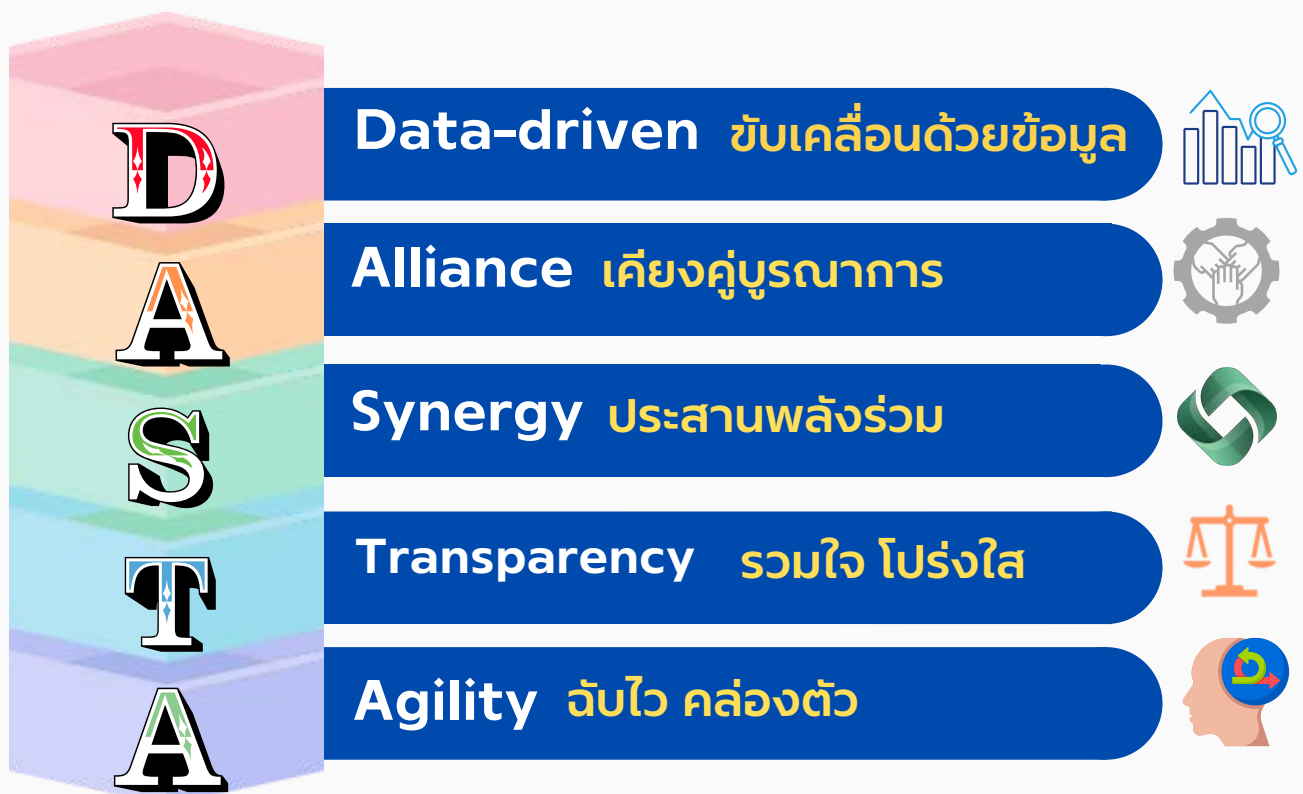 D
Data-driven ขับเคลื่อนด้วยข้อมูล
A
Alliance เคียงคู่บูรณาการ
S
Synergy ประสานพลังร่วม
T
Transparency รวมใจ โปร่งใส
A
Agility ฉับไว คล่องตัว